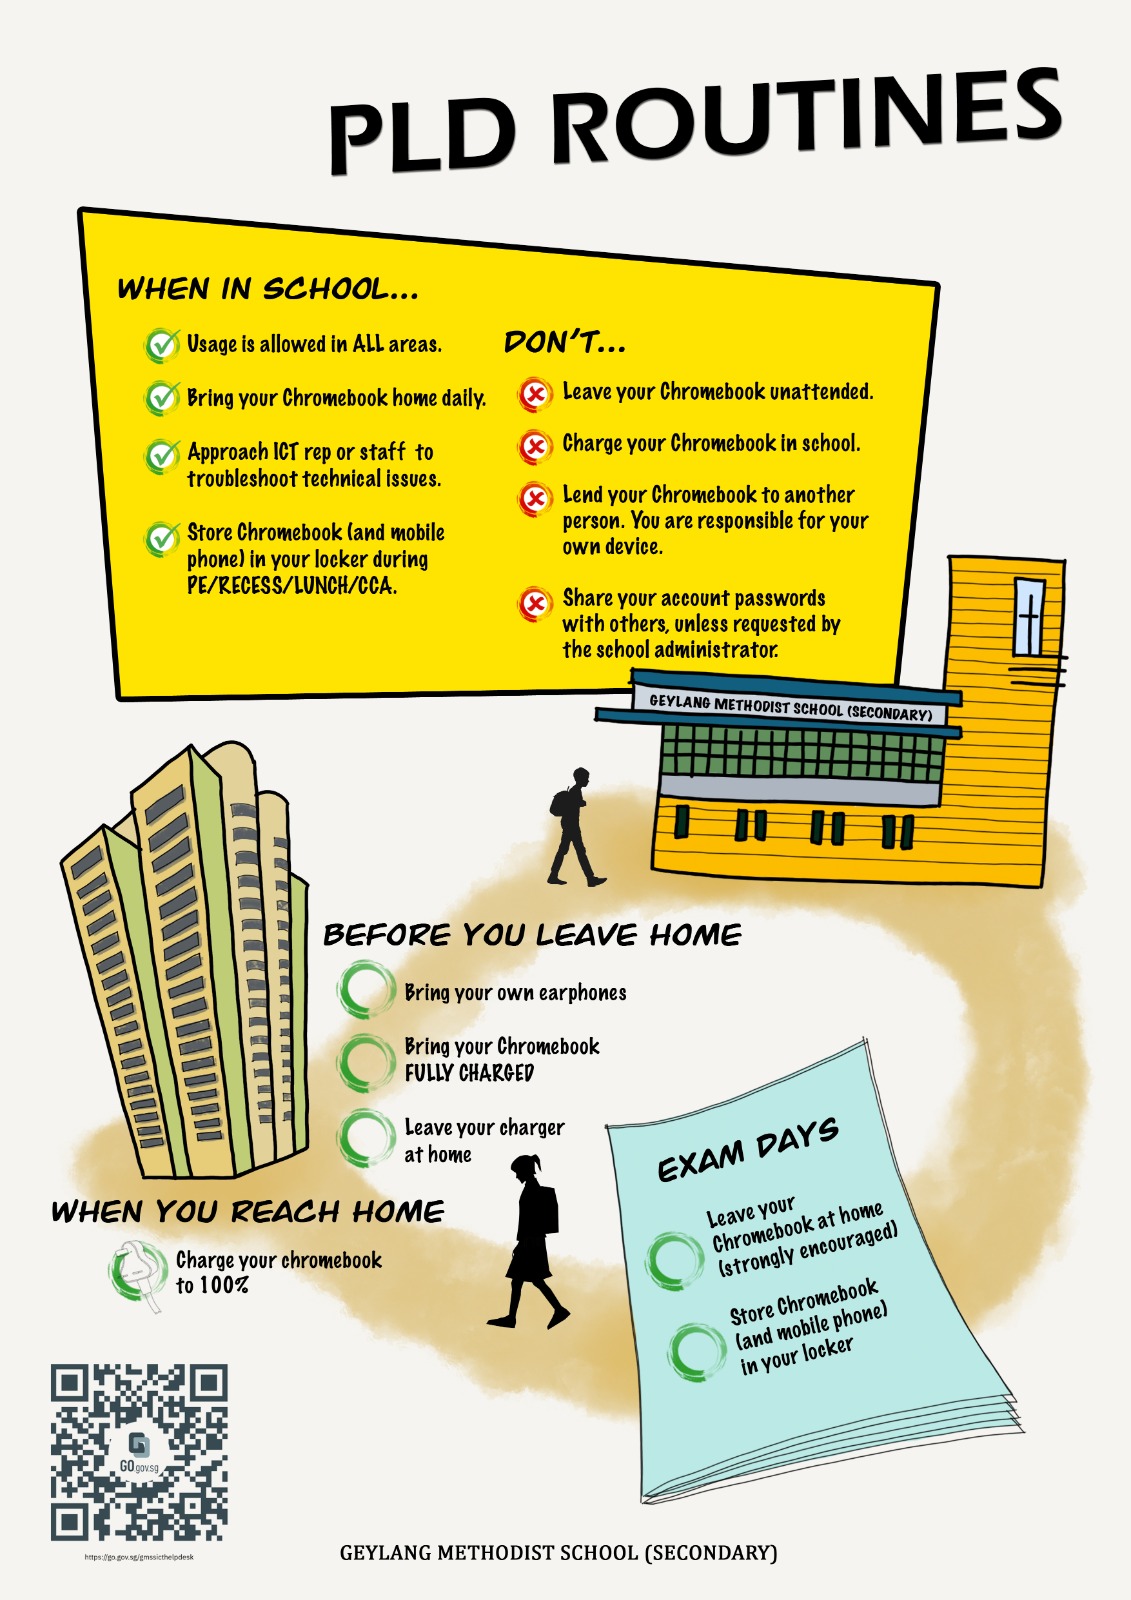 PLD ROUTINES
WHEN IN SCHOOL...
Usage is allowed in ALL areas.
Bring your Chromebook home daily.
Approach ICT rep or staff to
troubleshoot technical issues.
Store Chromebook (and mobile
phone) in your locker during
PE/RECESS/LUNCH/CCA.
DON'T...
Leave your Chromebook unattended.
Charge your Chromebook in school.
Lend your Chromebook to another
person. You are responsible for your
own device.
Share your account passwords
with others, unless requested by
the school administrator.
GEYLANG METHODIST SCHOOL (SECONDARY)
BEFORE YOU LEAVE HOME
Bring your own earphones
Bring your Chromebook
FULLY CHARGED
Leave your charger
at home
WHEN YOU REACH HOME
Charge your chromebook
to 100%
EXAM DAYS
Leave your
Chromebook at home
(strongly encouraged)
Store Chromebook
(and mobile phone)
in your locker
GO.gov.sg
https://go.gov.sg/gmssicthelpdesk
GEYLANG METHODIST SCHOOL (SECONDARY)